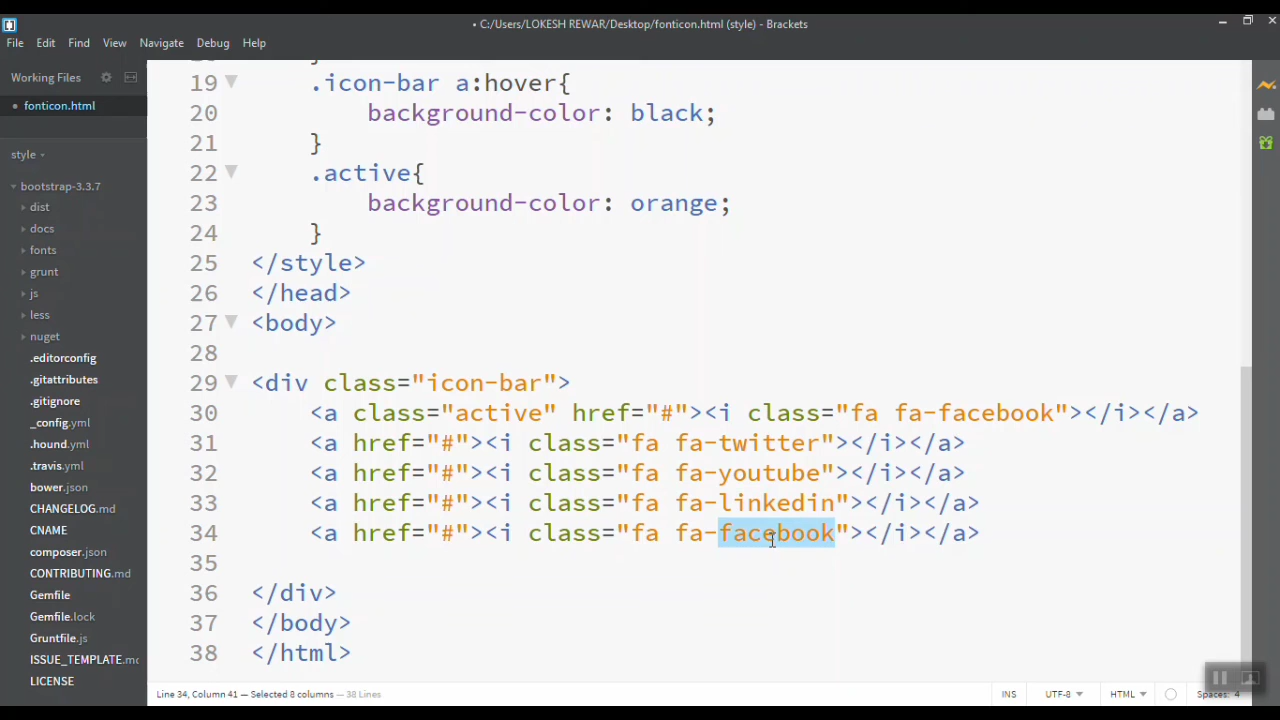 • C:/Users/LOKESH REWAR/Desktop/fonticon.html (style) - Brackets
File Edit Find View Navigate Debug Help
Working Files
• fonticon.html
style
bootstrap-3.3.7
dist
docs
fonts
grunt
js
less
nuget
.editorconfig
.gitattributes
.gitignore
_config.yml
.hound.yml
.travis.yml
bower.json
CHANGELOG.md
CNAME
composer.json
CONTRIBUTING.md
Gemfile
Gemfile.lock
Gruntfile.js
ISSUE_TEMPLATE.mc
LICENSE
19 .icon-bar a:hover{
20 background-color: black;
21 }
22 .active{
23 background-color: orange;
24 }
25 </style>
26 </head>
27 <body>
28
29 <div class="icon-bar">
30 <a class="active" href="#"><i class="fa fa-facebook"></i></a>
31 <a href="#"><i class="fa fa-twitter"></i></a>
32 <a href="#"><i class="fa fa-youtube"></i></a>
33 <a href="#"><i class="fa fa-linkedin"></i></a>
34 <a href="#"><i class="fa fa-facebook"></i></a>
35
36 </div>
37 </body>
38 </html>
Line 34, Column 41 — Selected 8 columns — 38 Lines
INS UTF-8 HTML Spaces: 4